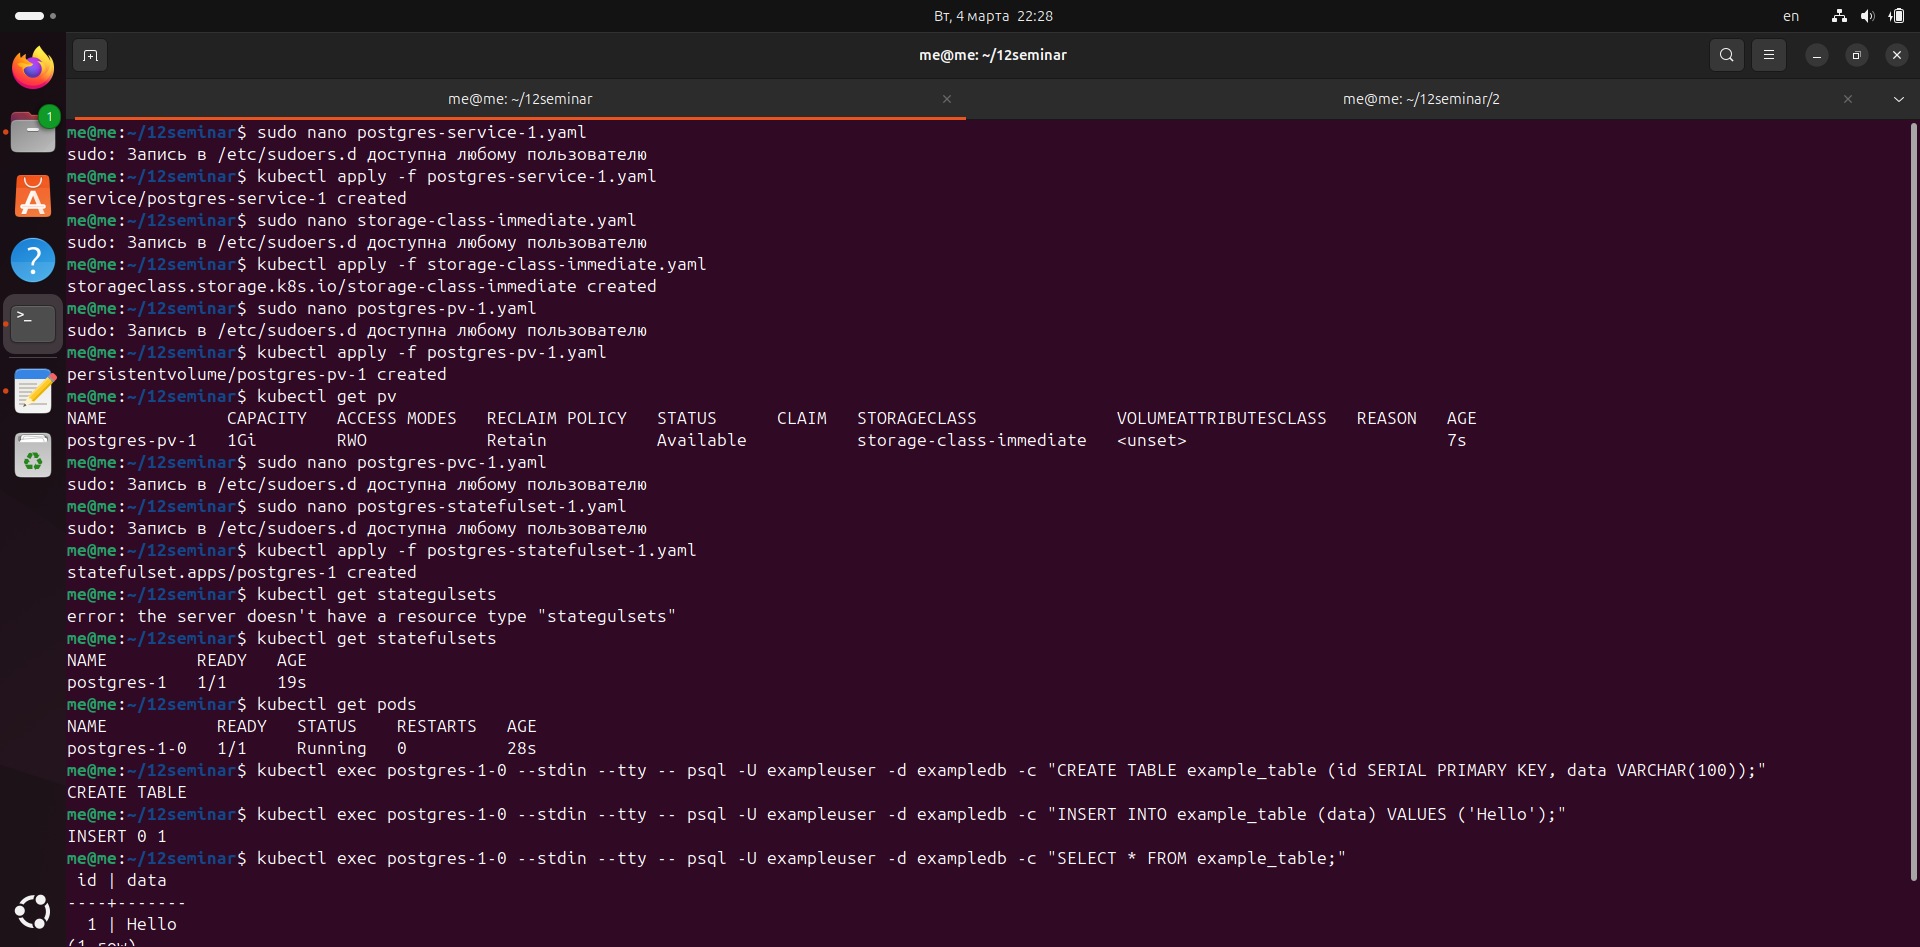 Вт, 4 марта 22:28
en
me@me: ~/12seminar
me@me: ~/12seminar
me@me: ~/12seminar/2
1
me@me:~/12seminar$ sudo nano postgres-service-1.yaml
sudo: Запись в /etc/sudoers.d доступна любому пользователю
me@me:~/12seminar$ kubectl apply -f postgres-service-1.yaml
service/postgres-service-1 created
me@me:~/12seminar$ sudo nano storage-class-immediate.yaml
sudo: Запись в /etc/sudoers.d доступна любому пользователю
me@me:~/12seminar$ kubectl apply -f storage-class-immediate.yaml
storageclass.storage.k8s.io/storage-class-immediate created
me@me:~/12seminar$ sudo nano postgres-pv-1.yaml
sudo: Запись в /etc/sudoers.d доступна любому пользователю
me@me:~/12seminar$ kubectl apply -f postgres-pv-1.yaml
persistentvolume/postgres-pv-1 created
me@me:~/12seminar$ kubectl get pv
NAME            CAPACITY   ACCESS MODES   RECLAIM POLICY   STATUS      CLAIM   STORAGECLASS              VOLUMEATTRIBUTESCLASS   REASON   AGE
postgres-pv-1   1Gi        RWO            Retain           Available           storage-class-immediate   <unset>                          7s
me@me:~/12seminar$ sudo nano postgres-pvc-1.yaml
sudo: Запись в /etc/sudoers.d доступна любому пользователю
me@me:~/12seminar$ sudo nano postgres-statefulset-1.yaml
sudo: Запись в /etc/sudoers.d доступна любому пользователю
me@me:~/12seminar$ kubectl apply -f postgres-statefulset-1.yaml
statefulset.apps/postgres-1 created
me@me:~/12seminar$ kubectl get stategulsets
error: the server doesn't have a resource type "stategulsets"
me@me:~/12seminar$ kubectl get statefulsets
NAME         READY   AGE
postgres-1   1/1     19s
me@me:~/12seminar$ kubectl get pods
NAME           READY   STATUS    RESTARTS   AGE
postgres-1-0   1/1     Running   0          28s
me@me:~/12seminar$ kubectl exec postgres-1-0 --stdin --tty -- psql -U exampleuser -d exampledb -c "CREATE TABLE example_table (id SERIAL PRIMARY KEY, data VARCHAR(100));"
CREATE TABLE
me@me:~/12seminar$ kubectl exec postgres-1-0 --stdin --tty -- psql -U exampleuser -d exampledb -c "INSERT INTO example_table (data) VALUES ('Hello');"
INSERT 0 1
me@me:~/12seminar$ kubectl exec postgres-1-0 --stdin --tty -- psql -U exampleuser -d exampledb -c "SELECT * FROM example_table;"
 id | data
----+-------
  1 | Hello
(1 row)